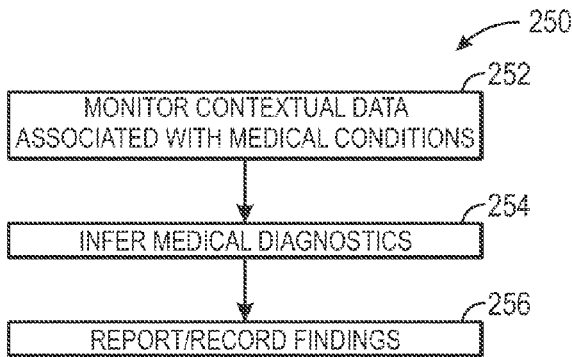 250
252
MONITOR CONTEXTUAL DATA
ASSOCIATED WITH MEDICAL CONDITIONS
254
INFER MEDICAL DIAGNOSTICS
256
REPORT/RECORD FINDINGS